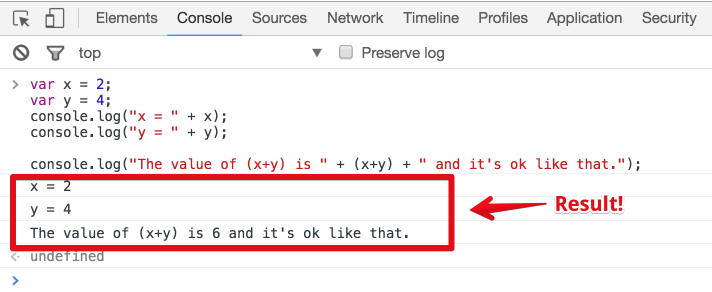 Elements Console Sources Network Timeline Profiles Application Security
top Preserve log
var x = 2;
var y = 4;
console.log("x = " + x);
console.log("y = " + y);
console.log("The value of (x+y) is " + (x+y) + " and it's ok like that.");
x = 2
y = 4
Result!
The value of (x+y) is 6 and it's ok like that.
undefined